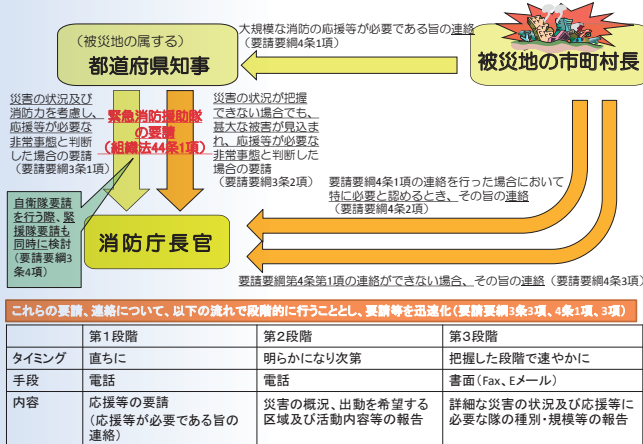 大規模な消防の応援等が必要である旨の連絡
(要請要綱4条1項)
(被災地の属する)
都道府県知事
被災地の市町村長
災害の状況及び
消防力を考慮し、
応援等が必要な
非常事態と判断
した場合の要請
(要請要綱3条1項)
緊急消防援助隊
の要請
(組織法44条1項)
災害の状況が把握
できない場合でも、
甚大な被害が見込ま
れ、応援等が必要な
非常事態と判断した
場合の要請
(要請要綱3条2項)
要請要綱4条1項の連絡を行った場合において
特に必要と認めるとき、その旨の連絡
(要請要綱4条2項)
自衛隊要請
を行う際、緊
援隊要請も
同時に検討
(要請要綱3
条4項)
消防庁長官
要請要綱第4条第1項の連絡ができない場合、その旨の連絡(要請要綱4条3項)
これらの要請、連絡について、以下の流れで段階的に行うこととし、要請等を迅速化(要請要綱3条3項、4条1項、3項)
第1段階 第2段階 第3段階
タイミング 直ちに 明らかになり次第 把握した段階で速やかに
手段 電話 電話 書面(Fax、Eメール)
内容 応援等の要請 災害の概況、出動を希望する 詳細な災害の状況及び応援等に
(応援等が必要である旨の 区域及び活動内容等の報告 必要な隊の種別・規模等の報告
連絡)